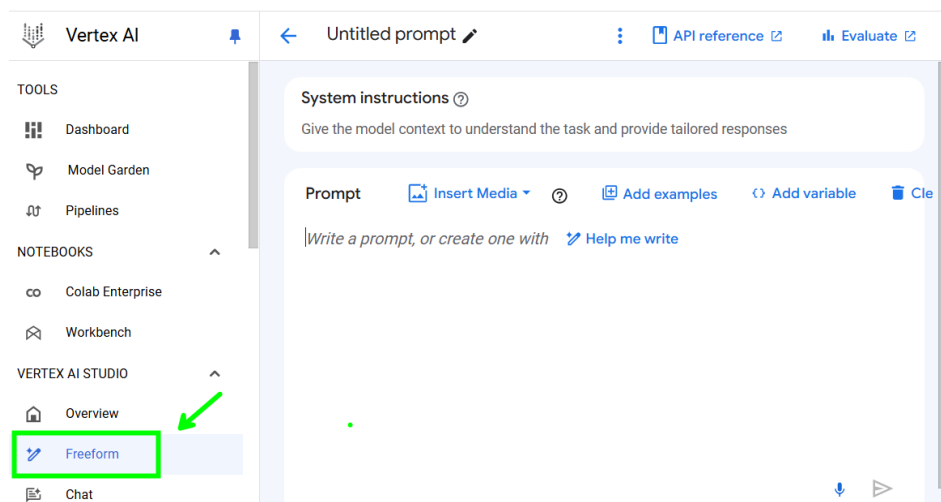 Vertex AI
Untitled prompt
API reference
Evaluate
TOOLS
Dashboard
Model Garden
Pipelines
NOTEBOOKS
Colab Enterprise
Workbench
VERTEX AI STUDIO
Overview
Freeform
Chat
System instructions
Give the model context to understand the task and provide tailored responses
Prompt Insert Media Add examples Add variable Cle
Write a prompt, or create one with Help me write